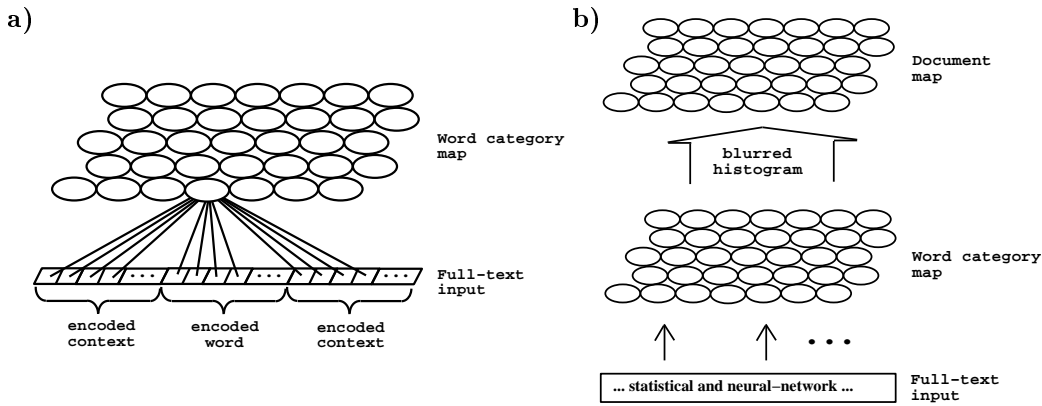 a)
Word category
map
...
...
...
Full-text
input
encoded
context
encoded
word
encoded
context
b)
Document
map
blurred
histogram
Word category
map
...
... statistical and neural–network ...
Full-text
input